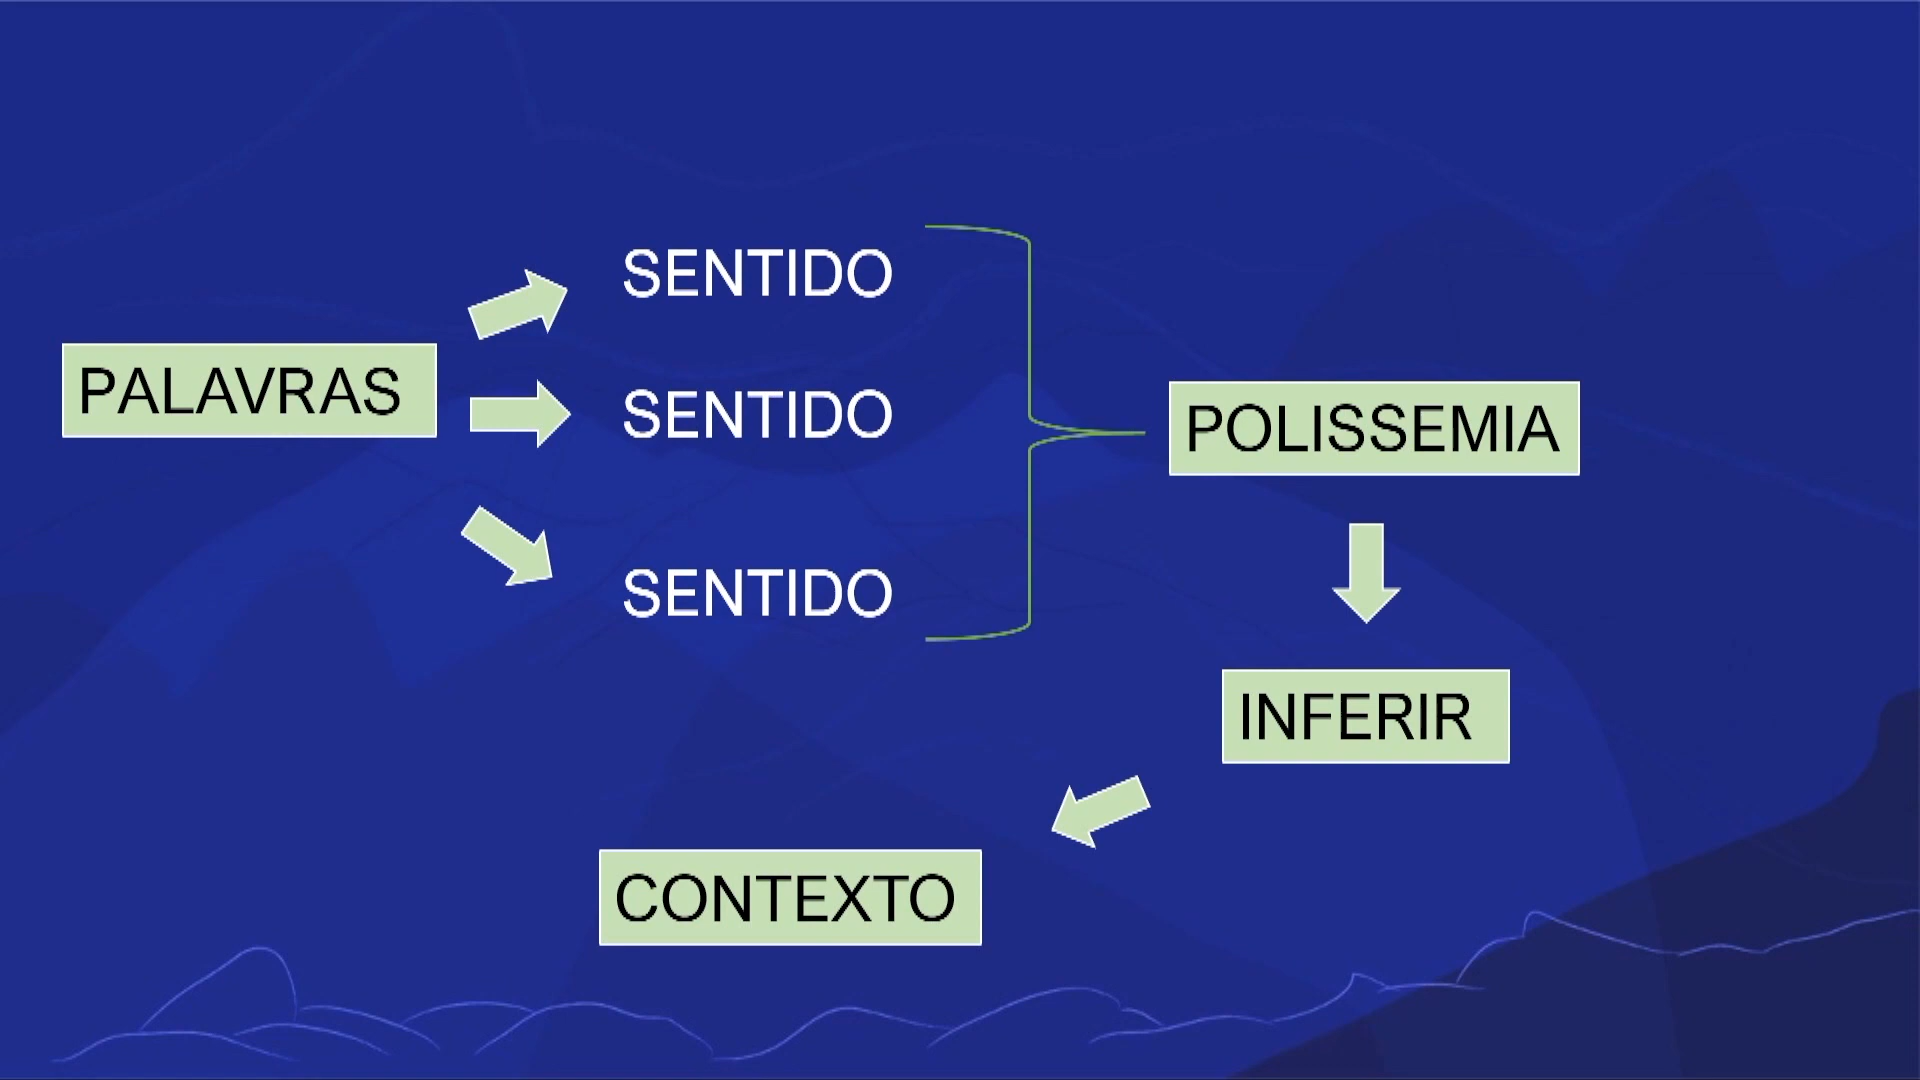 PALAVRAS
SENTIDO
SENTIDO
SENTIDO
POLISSEMIA
INFERIR
CONTEXTO